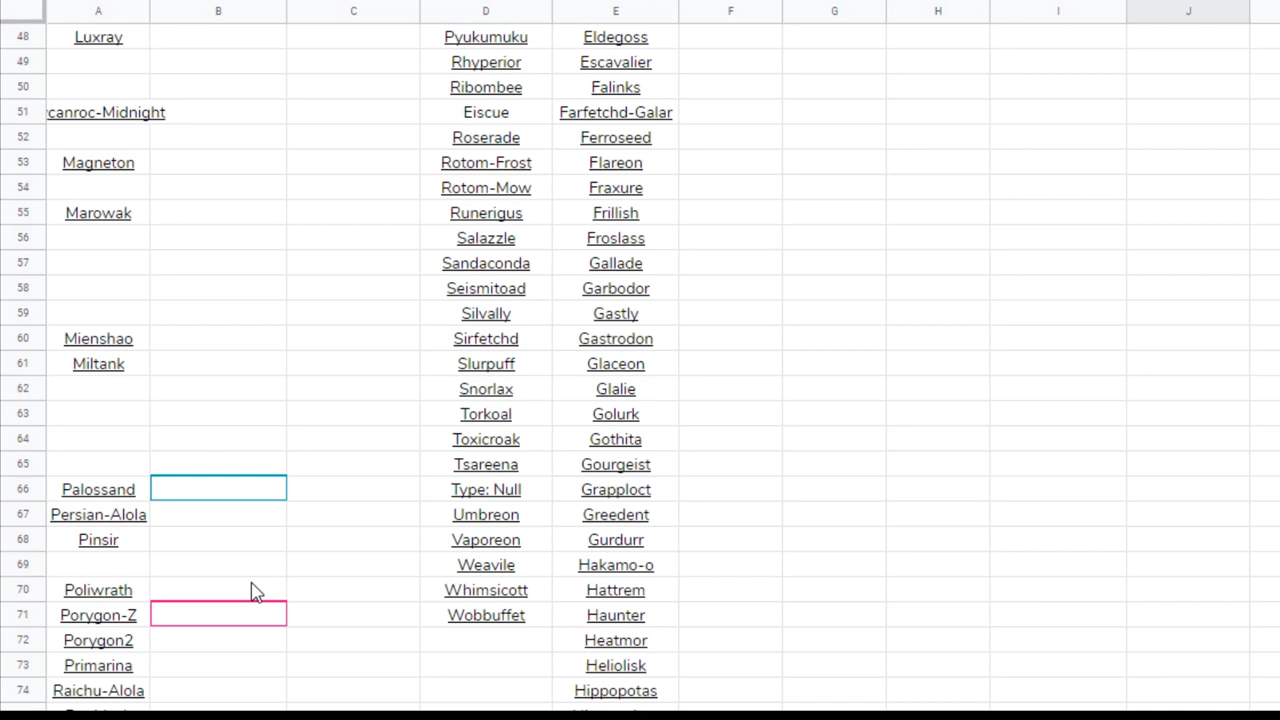 A B C D E F G H I J
48 Luxray Pyukumuku Eldegoss
49 Rhyperior Escavalier
50 Ribombee Falinks
51 canroc-Midnight Eiscue Farfetchd-Galar
52 Roserade Ferroseed
53 Magneton Rotom-Frost Flareon
54 Rotom-Mow Fraxure
55 Marowak Runerigus Frillish
56 Salazzle Froslass
57 Sandaconda Gallade
58 Seismitoad Garbodor
59 Silvally Gastly
60 Mienshao Sirfetchd Gastrodon
61 Miltank Slurpuff Glaceon
62 Snorlax Glalie
63 Torkoal Golurk
64 Toxicroak Gothita
65 Tsareena Gourgeist
66 Palossand Type: Null Grapploct
67 Persian-Alola Umbreon Greedent
68 Pinsir Vaporeon Gurdurr
69 Weavile Hakamo-o
70 Poliwrath Whimsicott Hattrem
71 Porygon-Z Wobbuffet Haunter
72 Porygon2 Heatmor
73 Primarina Heliolisk
74 Raichu-Alola Hippopotas